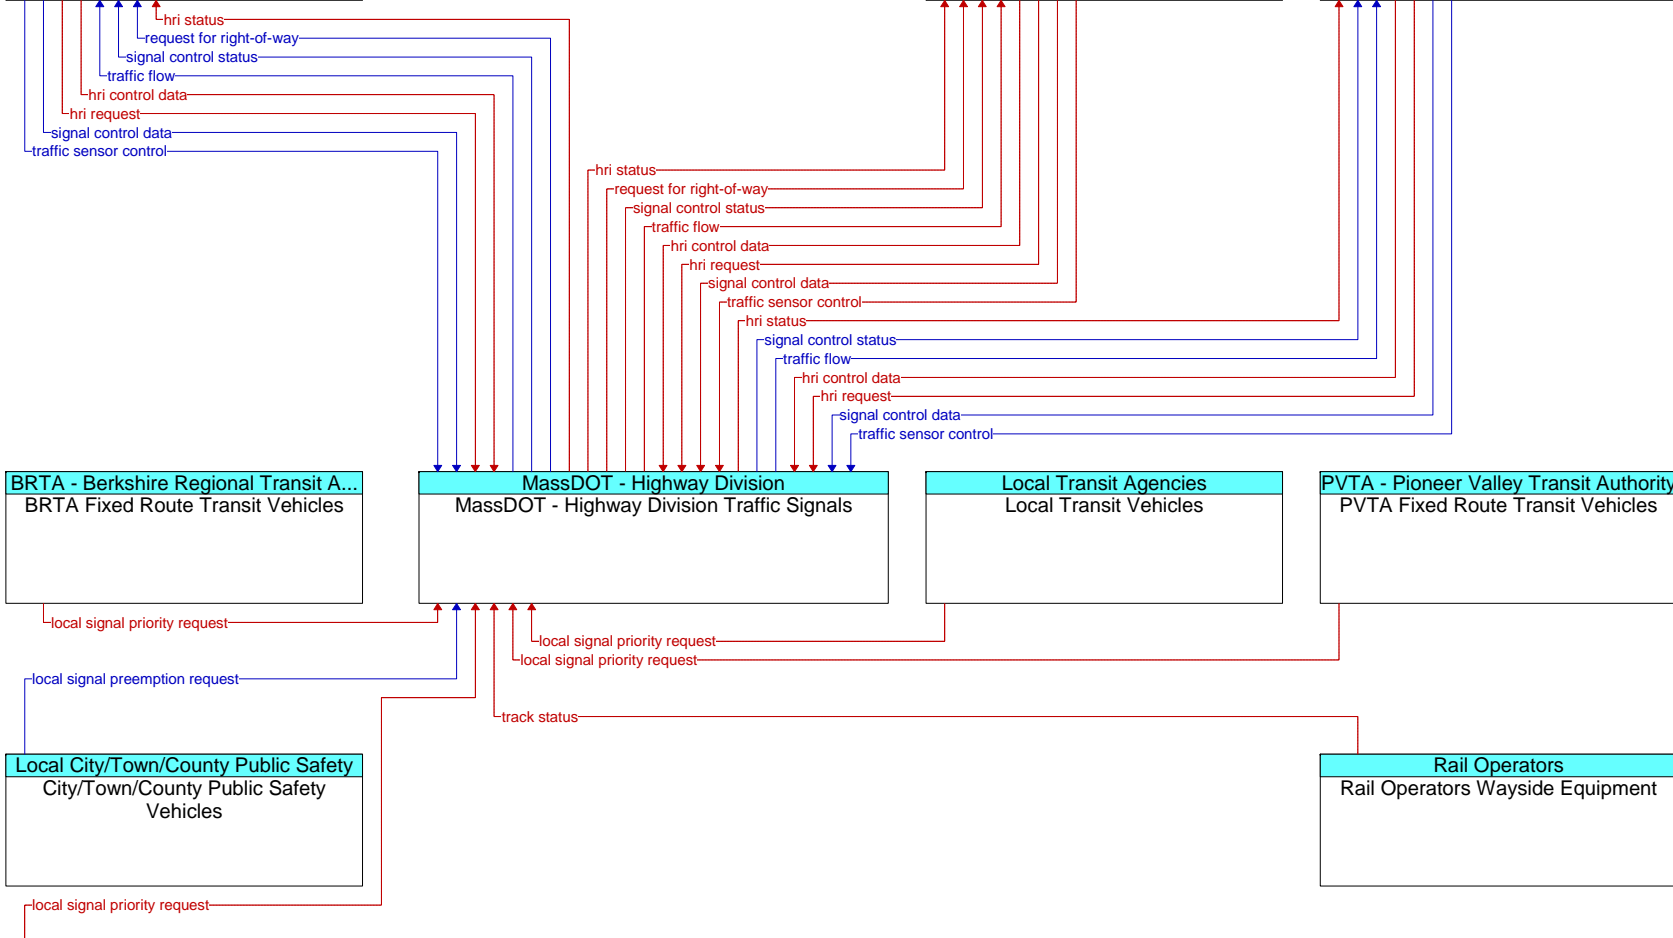 hri status
request for right-of-way
signal control status
traffic flow
hri control data
hri request
signal control data
traffic sensor control
hri status
request for right-of-way
signal control status
traffic flow
hri control data
hri request
signal control data
traffic sensor control
hri status
signal control status
traffic flow
hri control data
hri request
signal control data
traffic sensor control
BRTA - Berkshire Regional Transit A...
BRTA Fixed Route Transit Vehicles
MassDOT - Highway Division
MassDOT - Highway Division Traffic Signals
Local Transit Agencies
Local Transit Vehicles
PVTA - Pioneer Valley Transit Authority
PVTA Fixed Route Transit Vehicles
local signal priority request
local signal priority request
local signal priority request
local signal preemption request
track status
Local City/Town/County Public Safety
City/Town/County Public Safety
Vehicles
Rail Operators
Rail Operators Wayside Equipment
local signal priority request